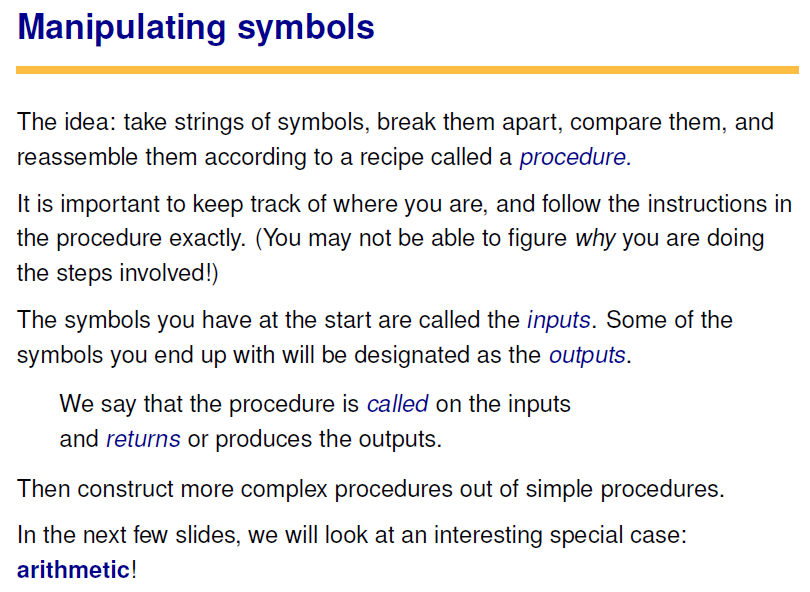 Manipulating symbols
The idea: take strings of symbols, break them apart, compare them, and
reassemble them according to a recipe called a procedure.
It is important to keep track of where you are, and follow the instructions in
the procedure exactly. (You may not be able to figure why you are doing
the steps involved!)
The symbols you have at the start are called the inputs. Some of the
symbols you end up with will be designated as the outputs.
We say that the procedure is called on the inputs
and returns or produces the outputs.
Then construct more complex procedures out of simple procedures.
In the next few slides, we will look at an interesting special case:
arithmetic!